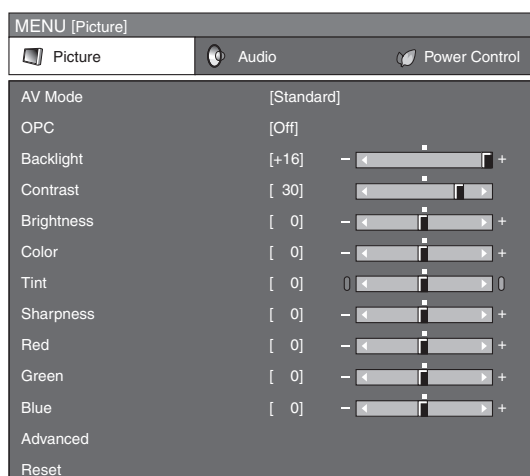 MENU [Picture]
Picture Audio Power Control
AV Mode [Standard]
OPC [Off]
Backlight [+16] – +
Contrast [ 30]
Brightness [ 0] – +
Color [ 0] – +
Tint [ 0]
Sharpness [ 0] – +
Red [ 0] – +
Green [ 0] – +
Blue [ 0] – +
Advanced
Reset